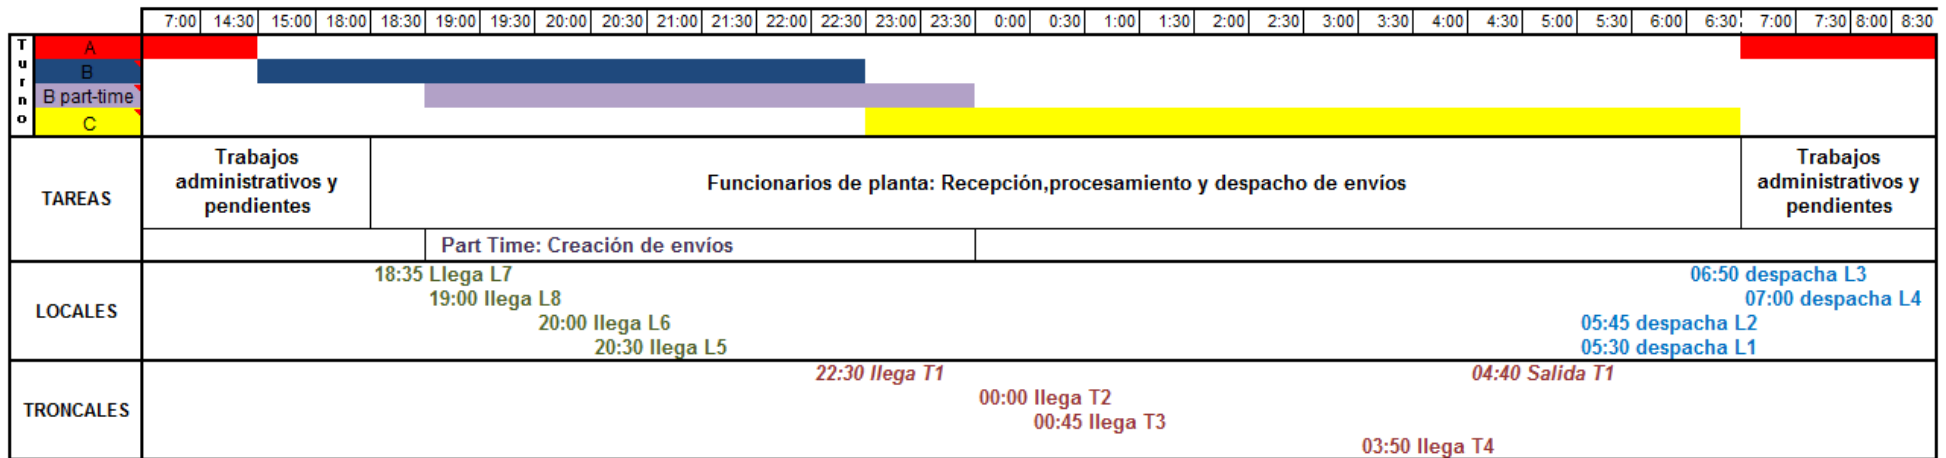 7:00 14:30 15:00 18:00 18:30 19:00 19:30 20:00 20:30 21:00 21:30 22:00 22:30 23:00 23:30 0:00 0:30 1:00 1:30 2:00 2:30 3:00 3:30 4:00 4:30 5:00 5:30 6:00 6:30 7:00 7:30 8:00 8:30
Turno
A
B
B part-time
C
TAREAS
Trabajos
administrativos y
pendientes
Funcionarios de planta: Recepción,procesamiento y despacho de envíos
Trabajos
administrativos y
pendientes
Part Time: Creación de envíos
LOCALES
18:35 Llega L7
06:50 despacha L3
19:00 llega L8
07:00 despacha L4
20:00 llega L6
05:45 despacha L2
20:30 llega L5
05:30 despacha L1
TRONCALES
22:30 llega T1
04:40 Salida T1
00:00 llega T2
00:45 llega T3
03:50 llega T4